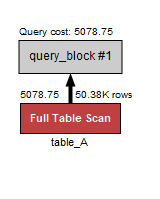 Query cost: 5078.75
query_block #1
5078.75 50.38K rows
Full Table Scan
table_A